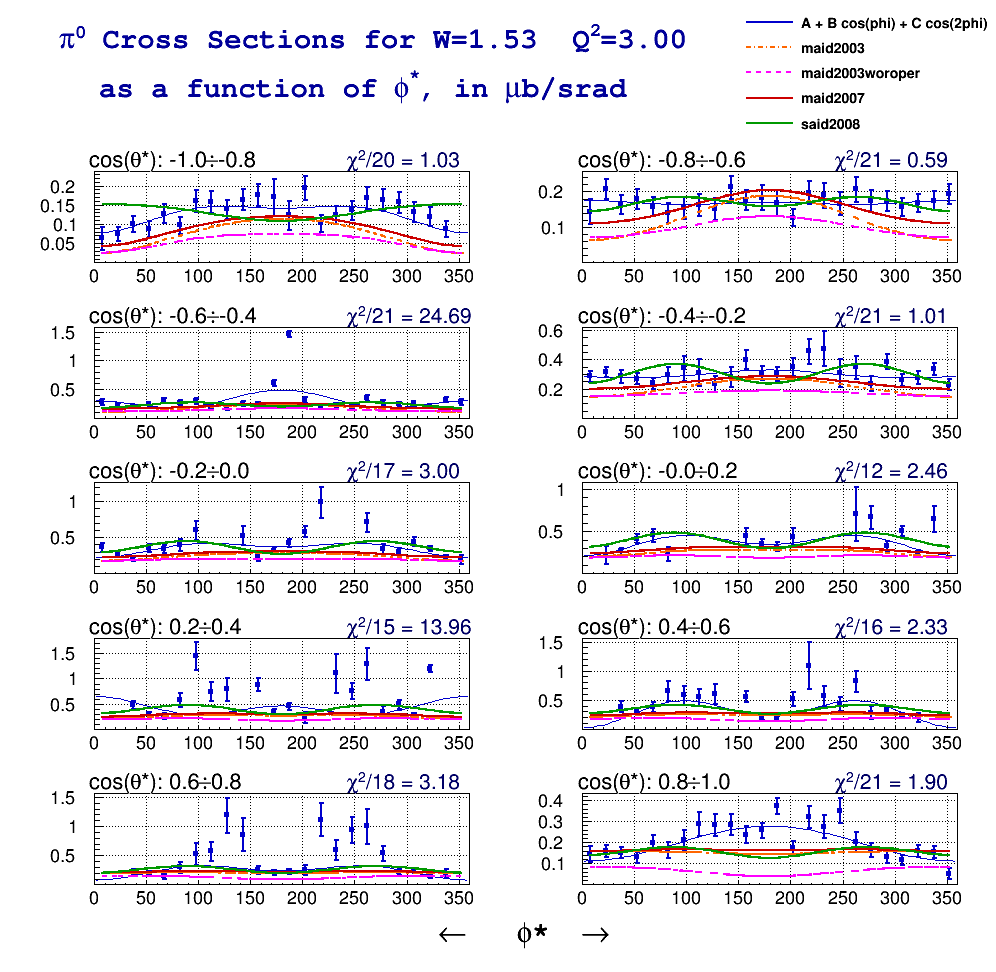 π⁰ Cross Sections for W=1.53 Q²=3.00
as a function of ϕ*, in μb/srad
A + B cos(phi) + C cos(2phi)
maid2003
maid2003woroper
maid2007
said2008
cos(θ*): -1.0÷-0.8 χ²/20 = 1.03
0.2
0.15
0.1
0.05
0 50 100 150 200 250 300 350
cos(θ*): -0.8÷-0.6 χ²/21 = 0.59
0.2
0.1
0 50 100 150 200 250 300 350
cos(θ*): -0.6÷-0.4 χ²/21 = 24.69
1.5
1
0.5
0 50 100 150 200 250 300 350
cos(θ*): -0.4÷-0.2 χ²/21 = 1.01
0.6
0.4
0.2
0 50 100 150 200 250 300 350
cos(θ*): -0.2÷0.0 χ²/17 = 3.00
1
0.5
0 50 100 150 200 250 300 350
cos(θ*): -0.0÷0.2 χ²/12 = 2.46
1
0.5
0 50 100 150 200 250 300 350
cos(θ*): 0.2÷0.4 χ²/15 = 13.96
1.5
1
0.5
0 50 100 150 200 250 300 350
cos(θ*): 0.4÷0.6 χ²/16 = 2.33
1.5
1
0.5
0 50 100 150 200 250 300 350
cos(θ*): 0.6÷0.8 χ²/18 = 3.18
1.5
1
0.5
0 50 100 150 200 250 300 350
cos(θ*): 0.8÷1.0 χ²/21 = 1.90
0.4
0.3
0.2
0.1
0 50 100 150 200 250 300 350
← ϕ* →